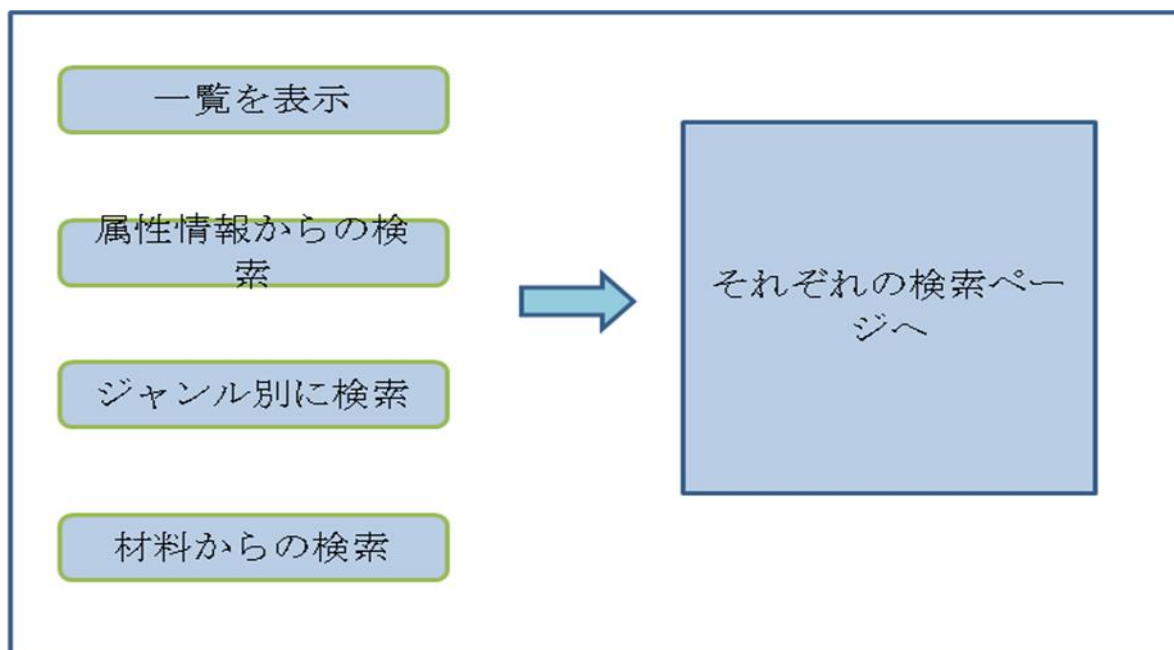 一覧を表示
属性情報からの検
索
ジャンル別に検索
材料からの検索
それぞれの検索ペー
ジへ